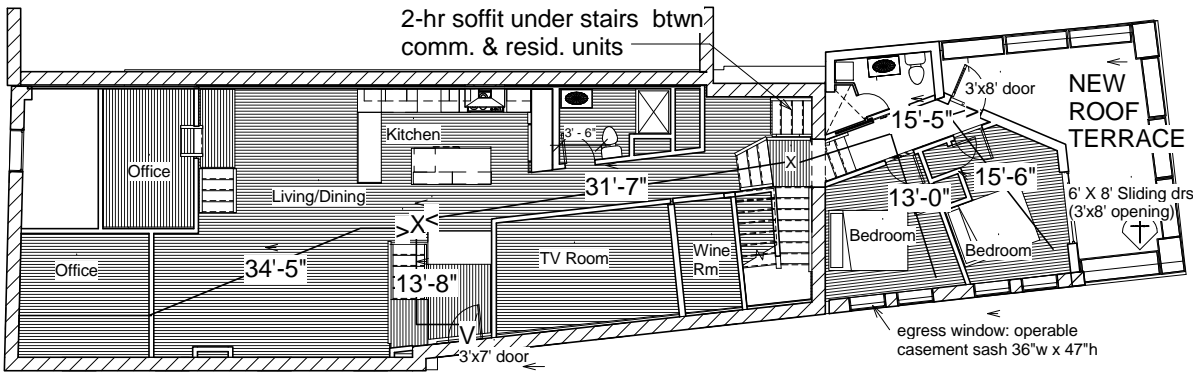 2-hr soffit under stairs btwn
comm. & resid. units
3'x8' door
NEW
ROOF
TERRACE
15'-5"
Kitchen
3' - 6"
X
Office
31'-7"
15'-6"
Living/Dining
13'-0"
6' X 8' Sliding drs
(3'x8' opening)
>X<
Bedroom
Bedroom
Office
34'-5"
TV Room
Wine
Rm
13'-8"
V
3'x7' door
egress window: operable
casement sash 36"w x 47"h